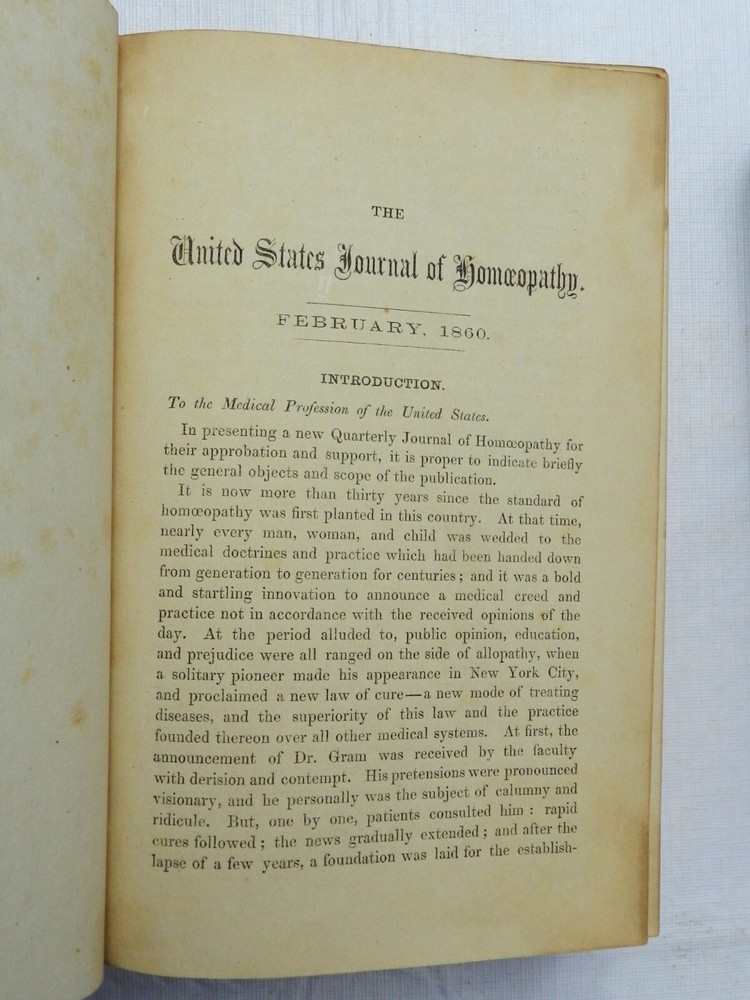 THE
United States Journal of Homœopathy.
FEBRUARY, 1860.
INTRODUCTION.
To the Medical Profession of the United States.
In presenting a new Quarterly Journal of Homœopathy for
their approbation and support, it is proper to indicate briefly
the general objects and scope of the publication.
It is now more than thirty years since the standard of
homœopathy was first planted in this country. At that time,
nearly every man, woman, and child was wedded to the
medical doctrines and practice which had been handed down
from generation to generation for centuries; and it was a bold
and startling innovation to announce a medical creed and
practice not in accordance with the received opinions of the
day. At the period alluded to, public opinion, education,
and prejudice were all ranged on the side of allopathy, when
a solitary pioneer made his appearance in New York City,
and proclaimed a new law of cure—a new mode of treating
diseases, and the superiority of this law and the practice
founded thereon over all other medical systems. At first, the
announcement of Dr. Gram was received by the faculty
with derision and contempt. His pretensions were pronounced
visionary, and he personally was the subject of calumny and
ridicule. But, one by one, patients consulted him: rapid
cures followed; the news gradually extended; and after the
lapse of a few years, a foundation was laid for the establish-